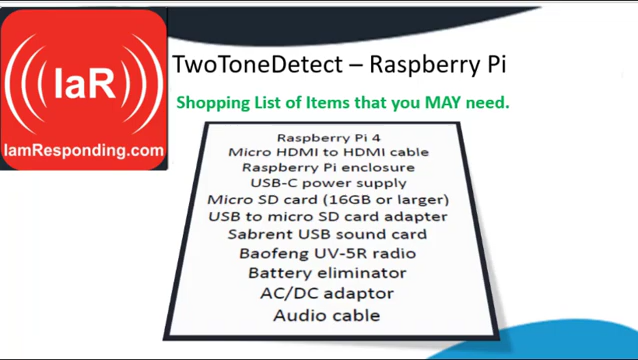 IaR
IamResponding.com
TwoToneDetect – Raspberry Pi
Shopping List of Items that you MAY need.
Raspberry Pi 4
Micro HDMI to HDMI cable
Raspberry Pi enclosure
USB-C power supply
Micro SD card (16GB or larger)
USB to micro SD card adapter
Sabrent USB sound card
Baofeng UV-5R radio
Battery eliminator
AC/DC adaptor
Audio cable